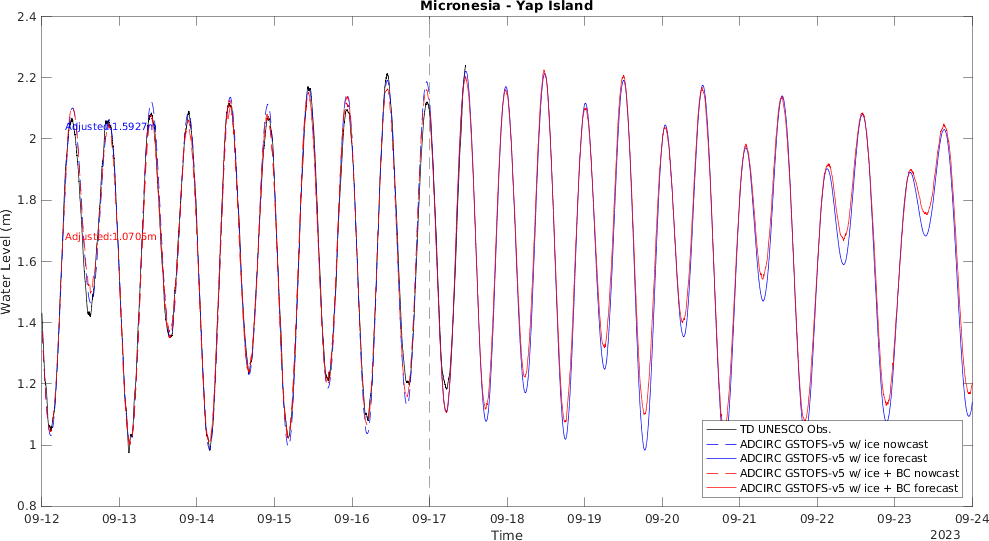 Micronesia - Yap Island
2.4
2.2
2
1.8
1.6
1.4
1.2
1
0.8
Water Level (m)
Adjusted:1.5927m
Adjusted:1.0705m
TD UNESCO Obs.
ADCIRC GSTOFS-v5 w/ ice nowcast
ADCIRC GSTOFS-v5 w/ ice forecast
ADCIRC GSTOFS-v5 w/ ice + BC nowcast
ADCIRC GSTOFS-v5 w/ ice + BC forecast
09-12 09-13 09-14 09-15 09-16 09-17 09-18 09-19 09-20 09-21 09-22 09-23 09-24
Time
2023